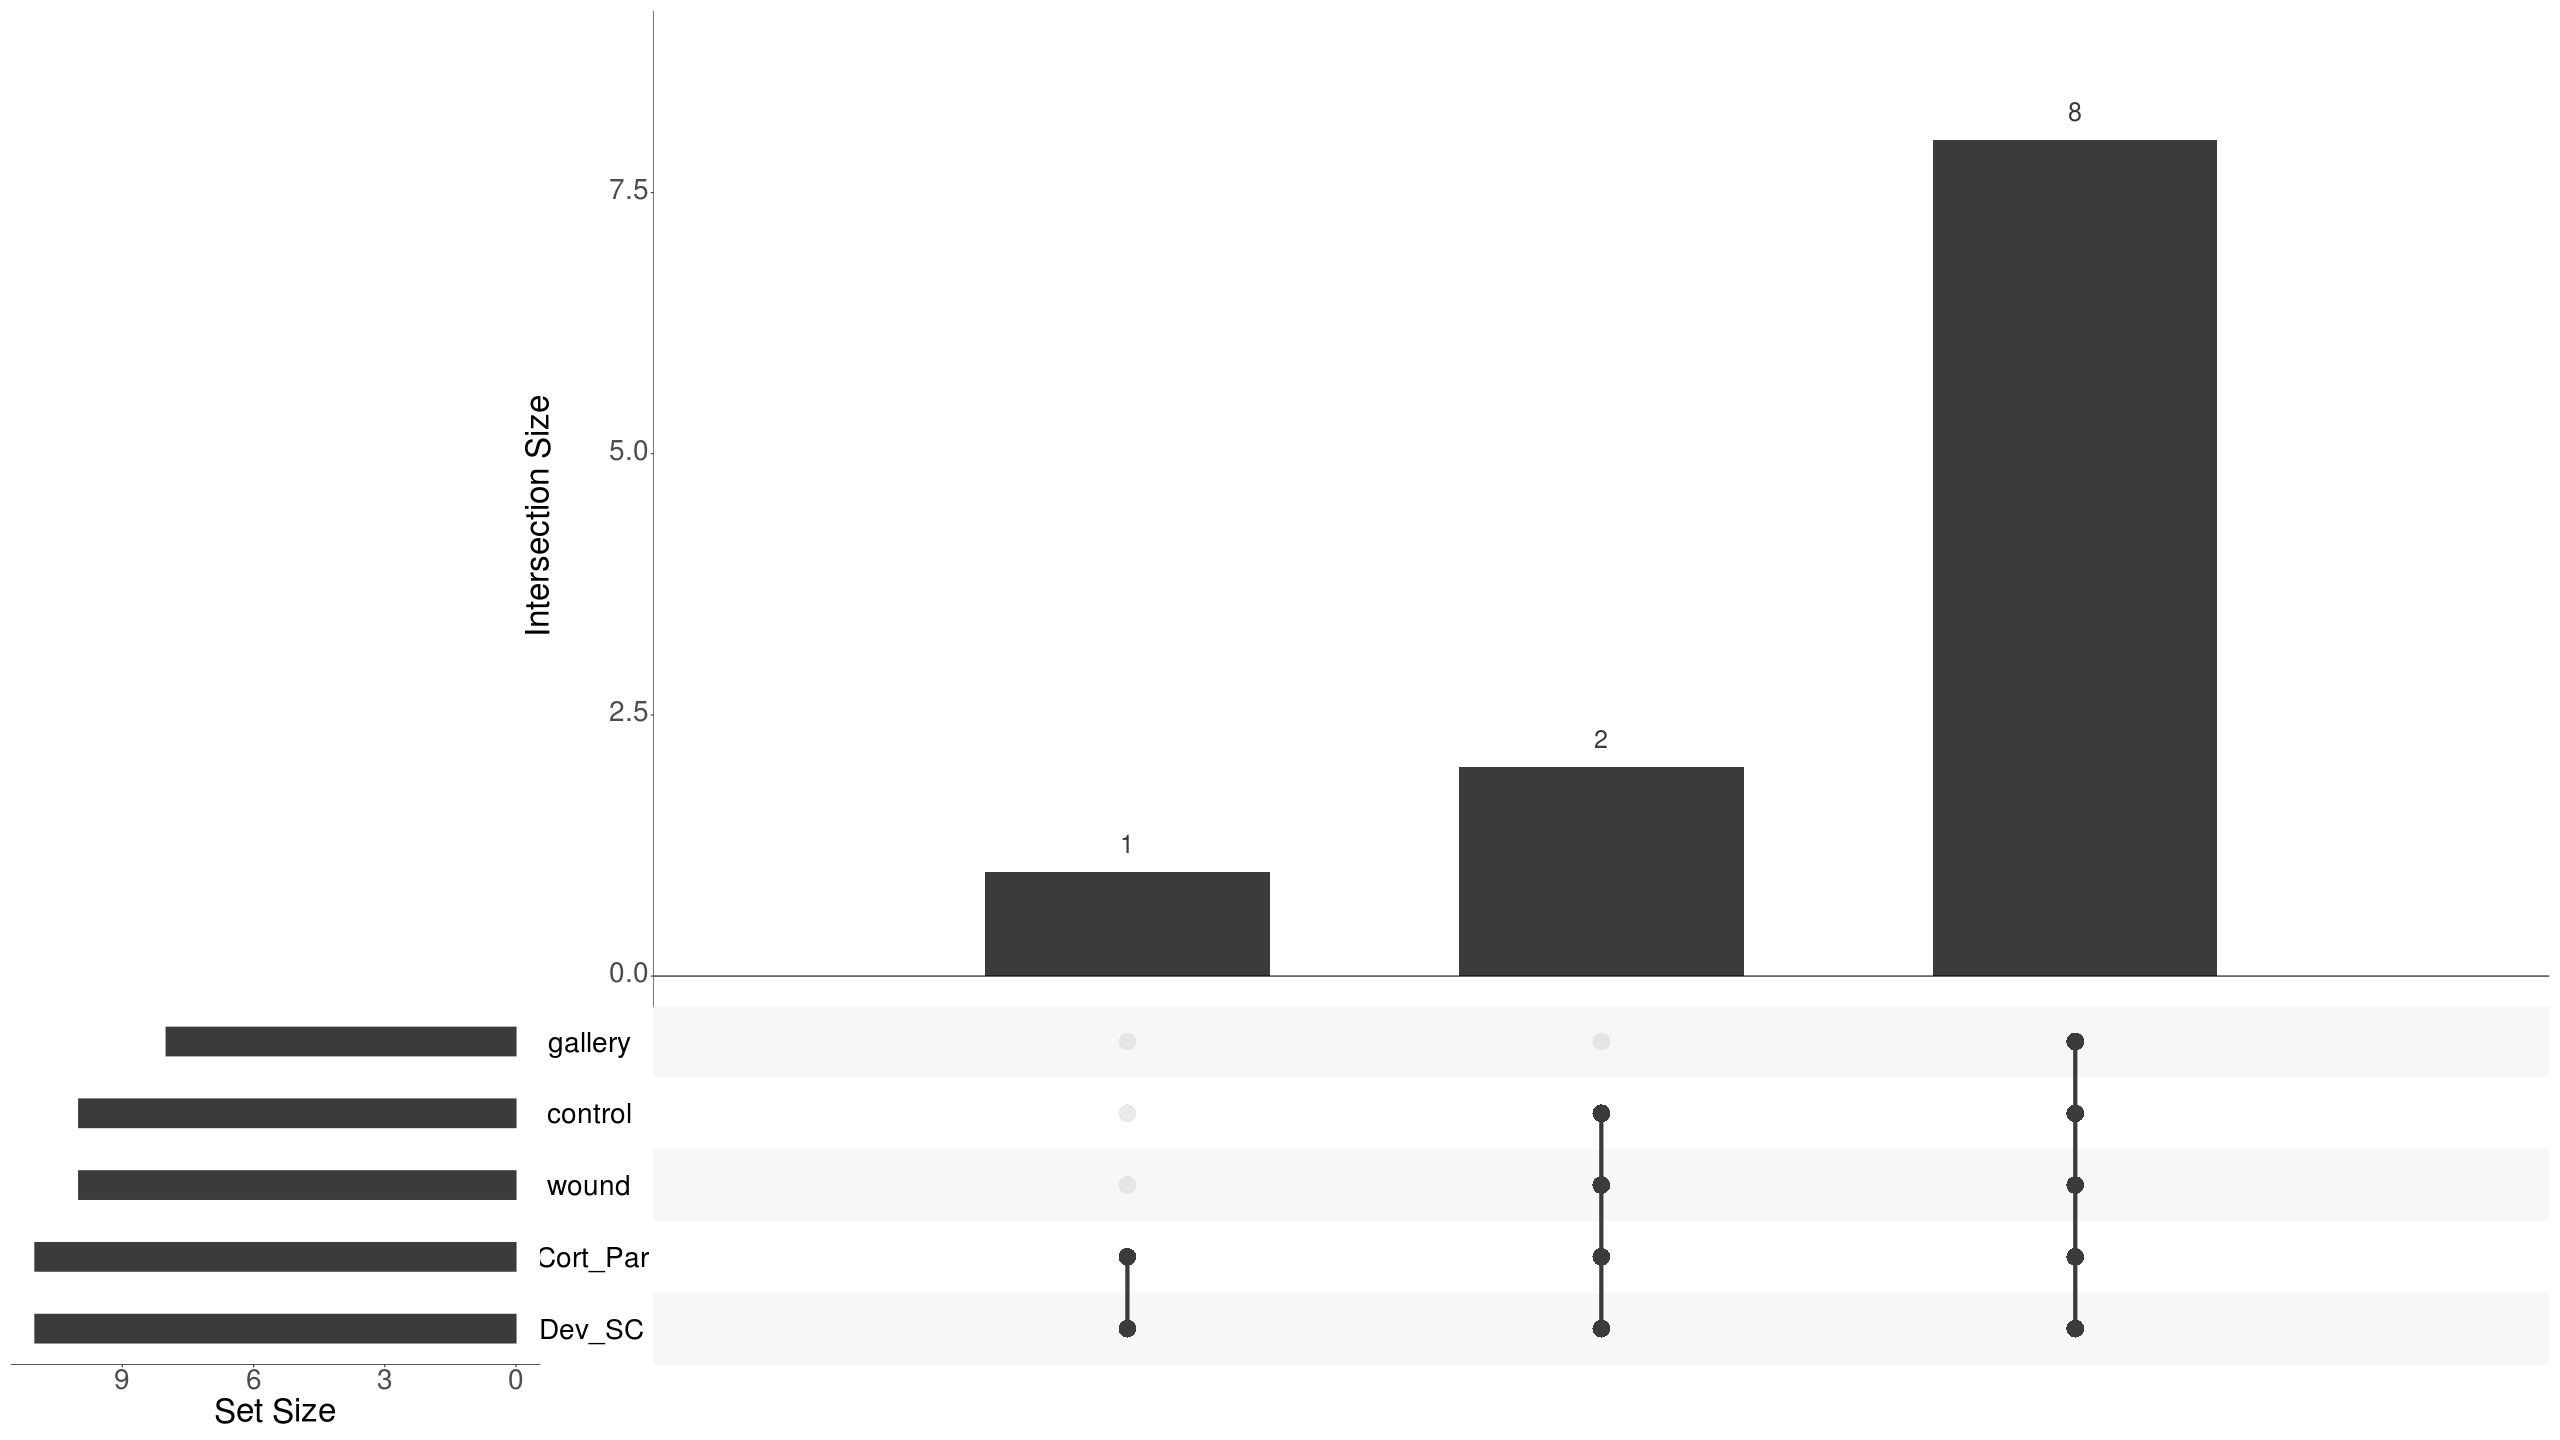 8
7.5
5.0
Intersection Size
2.5
2
1
0.0
gallery
control
wound
Cort_Par
Dev_SC
9 6 3 0
Set Size